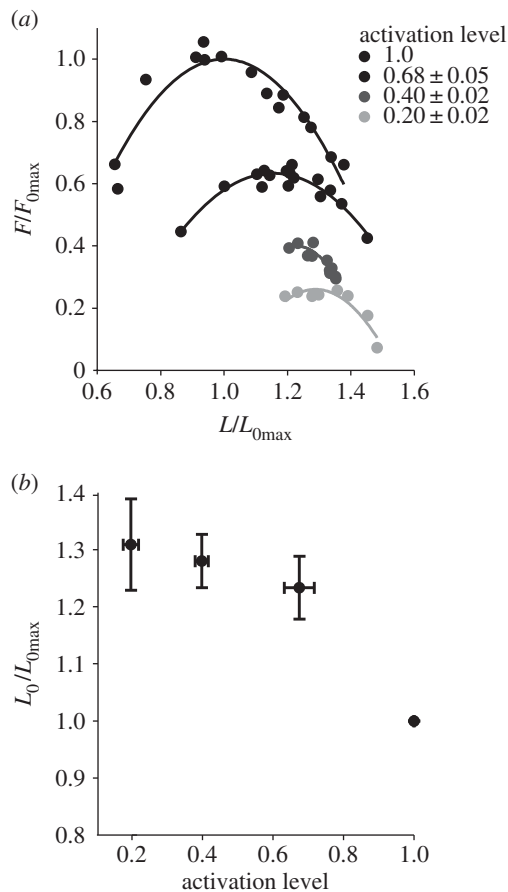 (a)
activation level
1.0
0.68 ± 0.05
0.40 ± 0.02
0.20 ± 0.02
1.0
0.8
0.6
0.4
0.2
0
F/F0max
0.6 0.8 1.0 1.2 1.4 1.6
L/L0max
(b)
1.4
1.3
1.2
1.1
1.0
0.9
0.8
L0/L0max
0.2 0.4 0.6 0.8 1.0
activation level